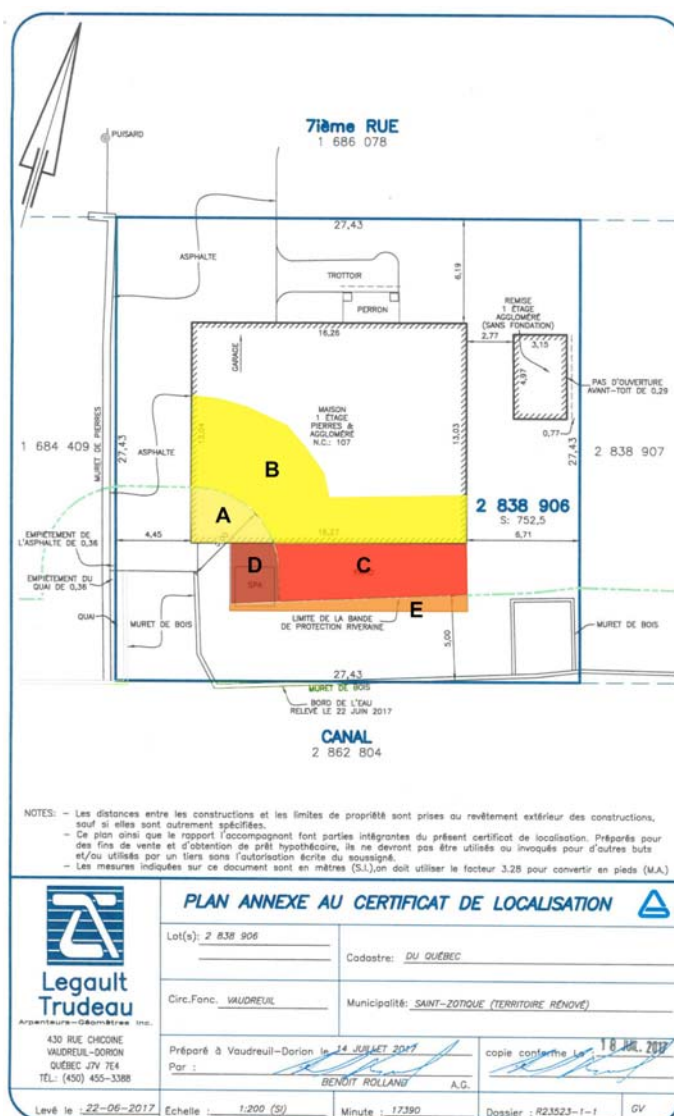 PUISARD
7ième RUE
1 686 078
27,43
ASPHALTE
TROTTOIR
6,19
PERRON
REMISE
1 ÉTAGE
AGGLOMÉRÉ
(SANS FONDATION)
16,26
2,77
3,15
4,97
GARAGE
PAS D'OUVERTURE
AVANT-TOIT DE 0,29
MAISON
1 ÉTAGE
PIERRES &
AGGLOMÉRÉ
N.C.: 107
13,04
13,03
0,77
1 684 409
MURET DE PIERRES
27,43
ASPHALTE
27,43
2 838 907
B
2 838 906
S: 752,5
A
EMPIÈTEMENT DE
L'ASPHALTE DE 0,36
4,45
16,27
6,71
D
C
EMPIÈTEMENT DU
QUAI DE 0,36
SPA
E
QUAI
MURET DE BOIS
LIMITE DE LA BANDE
DE PROTECTION RIVERAINE
5,00
MURET DE BOIS
27,43
MURET DE BOIS
BORD DE L'EAU
RELEVÉ LE 22 JUIN 2017
CANAL
2 862 804
NOTES: - Les distances entre les constructions et les limites de propriété sont prises au revêtement extérieur des constructions,
sauf si elles sont autrement spécifiées.
- Ce plan ainsi que le rapport l'accompagnant font parties intégrantes du présent certificat de localisation. Préparés pour
des fins de vente et d'obtention de prêt hypothécaire, ils ne devront pas être utilisés ou invoqués pour d'autres buts
et/ou utilisés par un tiers sans l'autorisation écrite du soussigné.
- Les mesures indiquées sur ce document sont en mètres (S.I.),on doit utiliser le facteur 3.28 pour convertir en pieds (M.A.)
PLAN ANNEXE AU CERTIFICAT DE LOCALISATION
Legault
Trudeau
Arpenteurs-Géomètres inc.
430 RUE CHICOINE
VAUDREUIL-DORION
QUÉBEC J7V 7E4
TÉL.: (450) 455-3388
Lot(s): 2 838 906
Cadastre: DU QUÉBEC
Circ.Fonc. VAUDREUIL
Municipalité: SAINT-ZOTIQUE (TERRITOIRE RÉNOVÉ)
Préparé à Vaudreuil-Dorion le 14 JUILLET 2017
copie conforme Le : 18 JUIL. 2017
Par :
BENOÎT ROLLAND A.G.
Levé le : 22-06-2017
Échelle : 1:200 (SI)
Minute : 17390
Dossier : R23523-1-1
GV